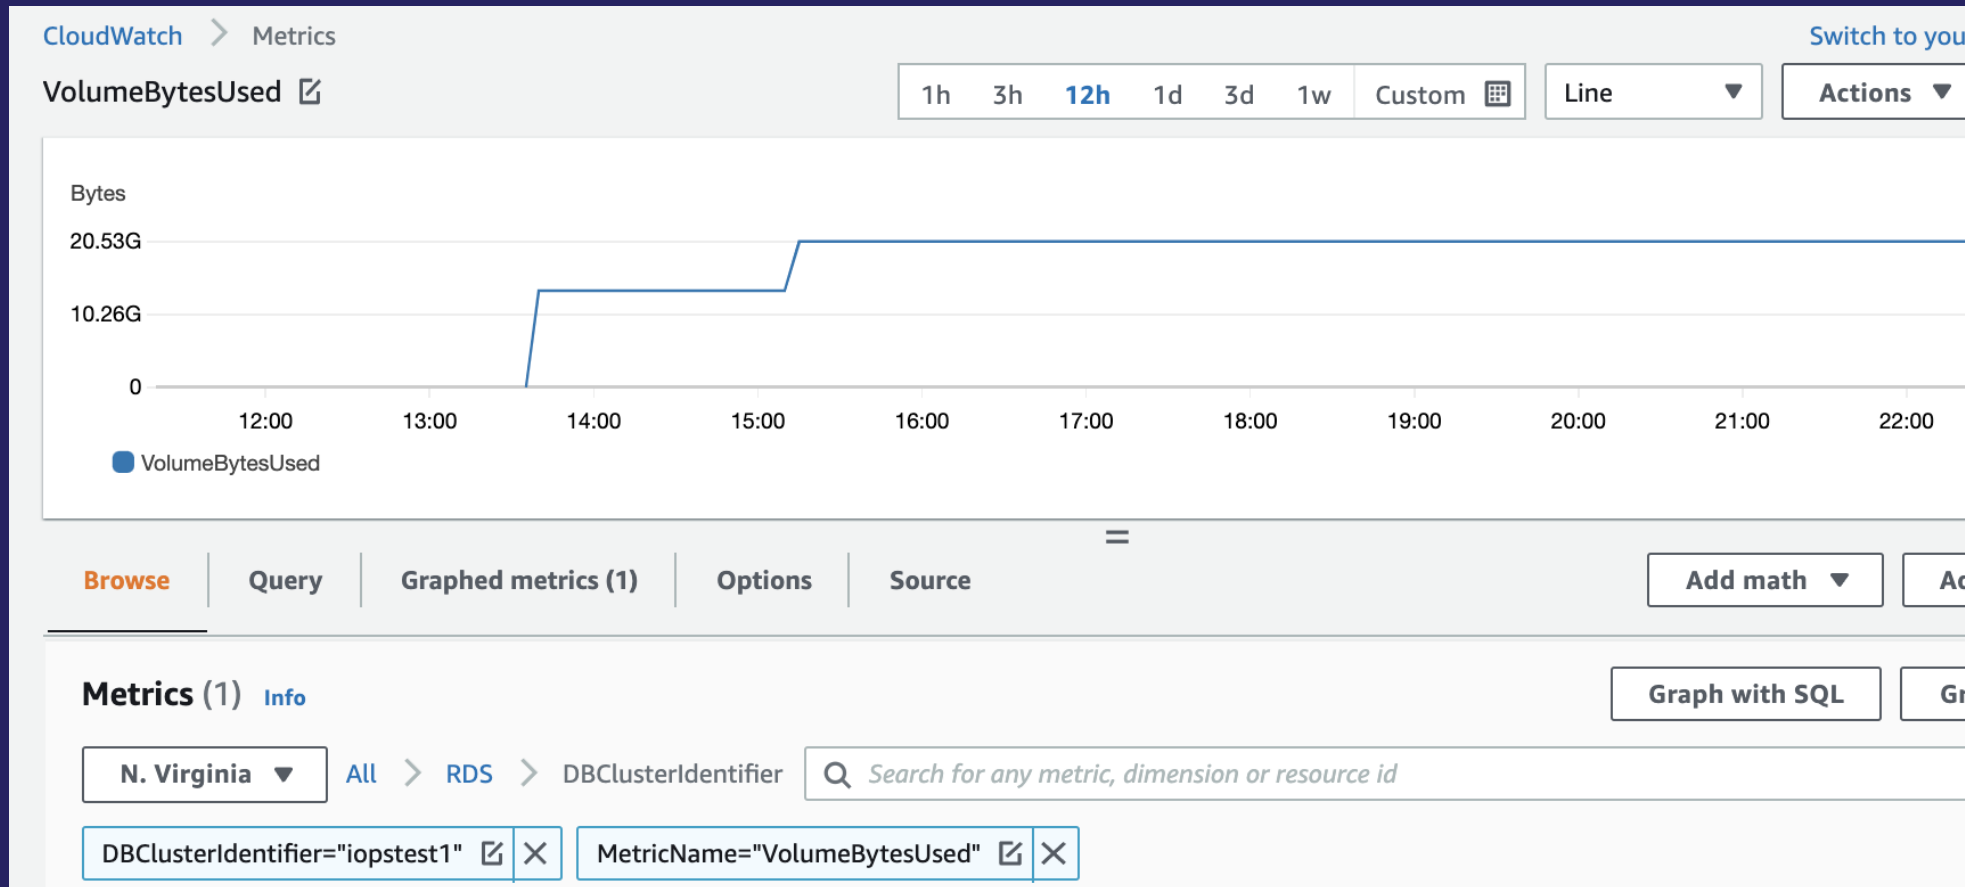 CloudWatch Metrics Switch to you
VolumeBytesUsed 1h 3h 12h 1d 3d 1w Custom Line Actions
Bytes
20.53G
10.26G
0
12:00 13:00 14:00 15:00 16:00 17:00 18:00 19:00 20:00 21:00 22:00
VolumeBytesUsed
Browse Query Graphed metrics (1) Options Source Add math
Metrics (1) Info Graph with SQL
N. Virginia All RDS DBClusterIdentifier Search for any metric, dimension or resource id
DBClusterIdentifier="iopstest1" MetricName="VolumeBytesUsed"